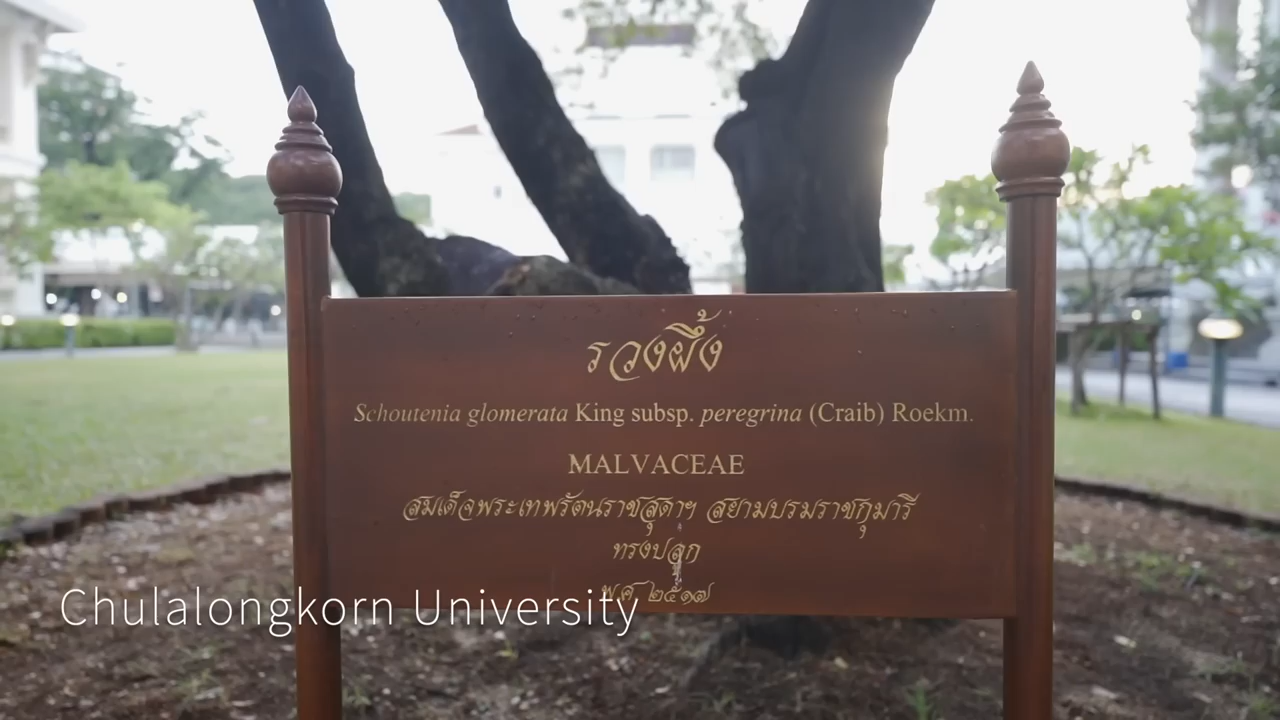 รวงผึ้ง
Schoutenia glomerata King subsp. peregrina (Craib) Roekm.
MALVACEAE
สมเด็จพระเทพรัตนราชสุดาฯ สยามบรมราชกุมารี
ทรงปลูก
พ.ศ. ๒๕๑๗
Chulalongkorn University